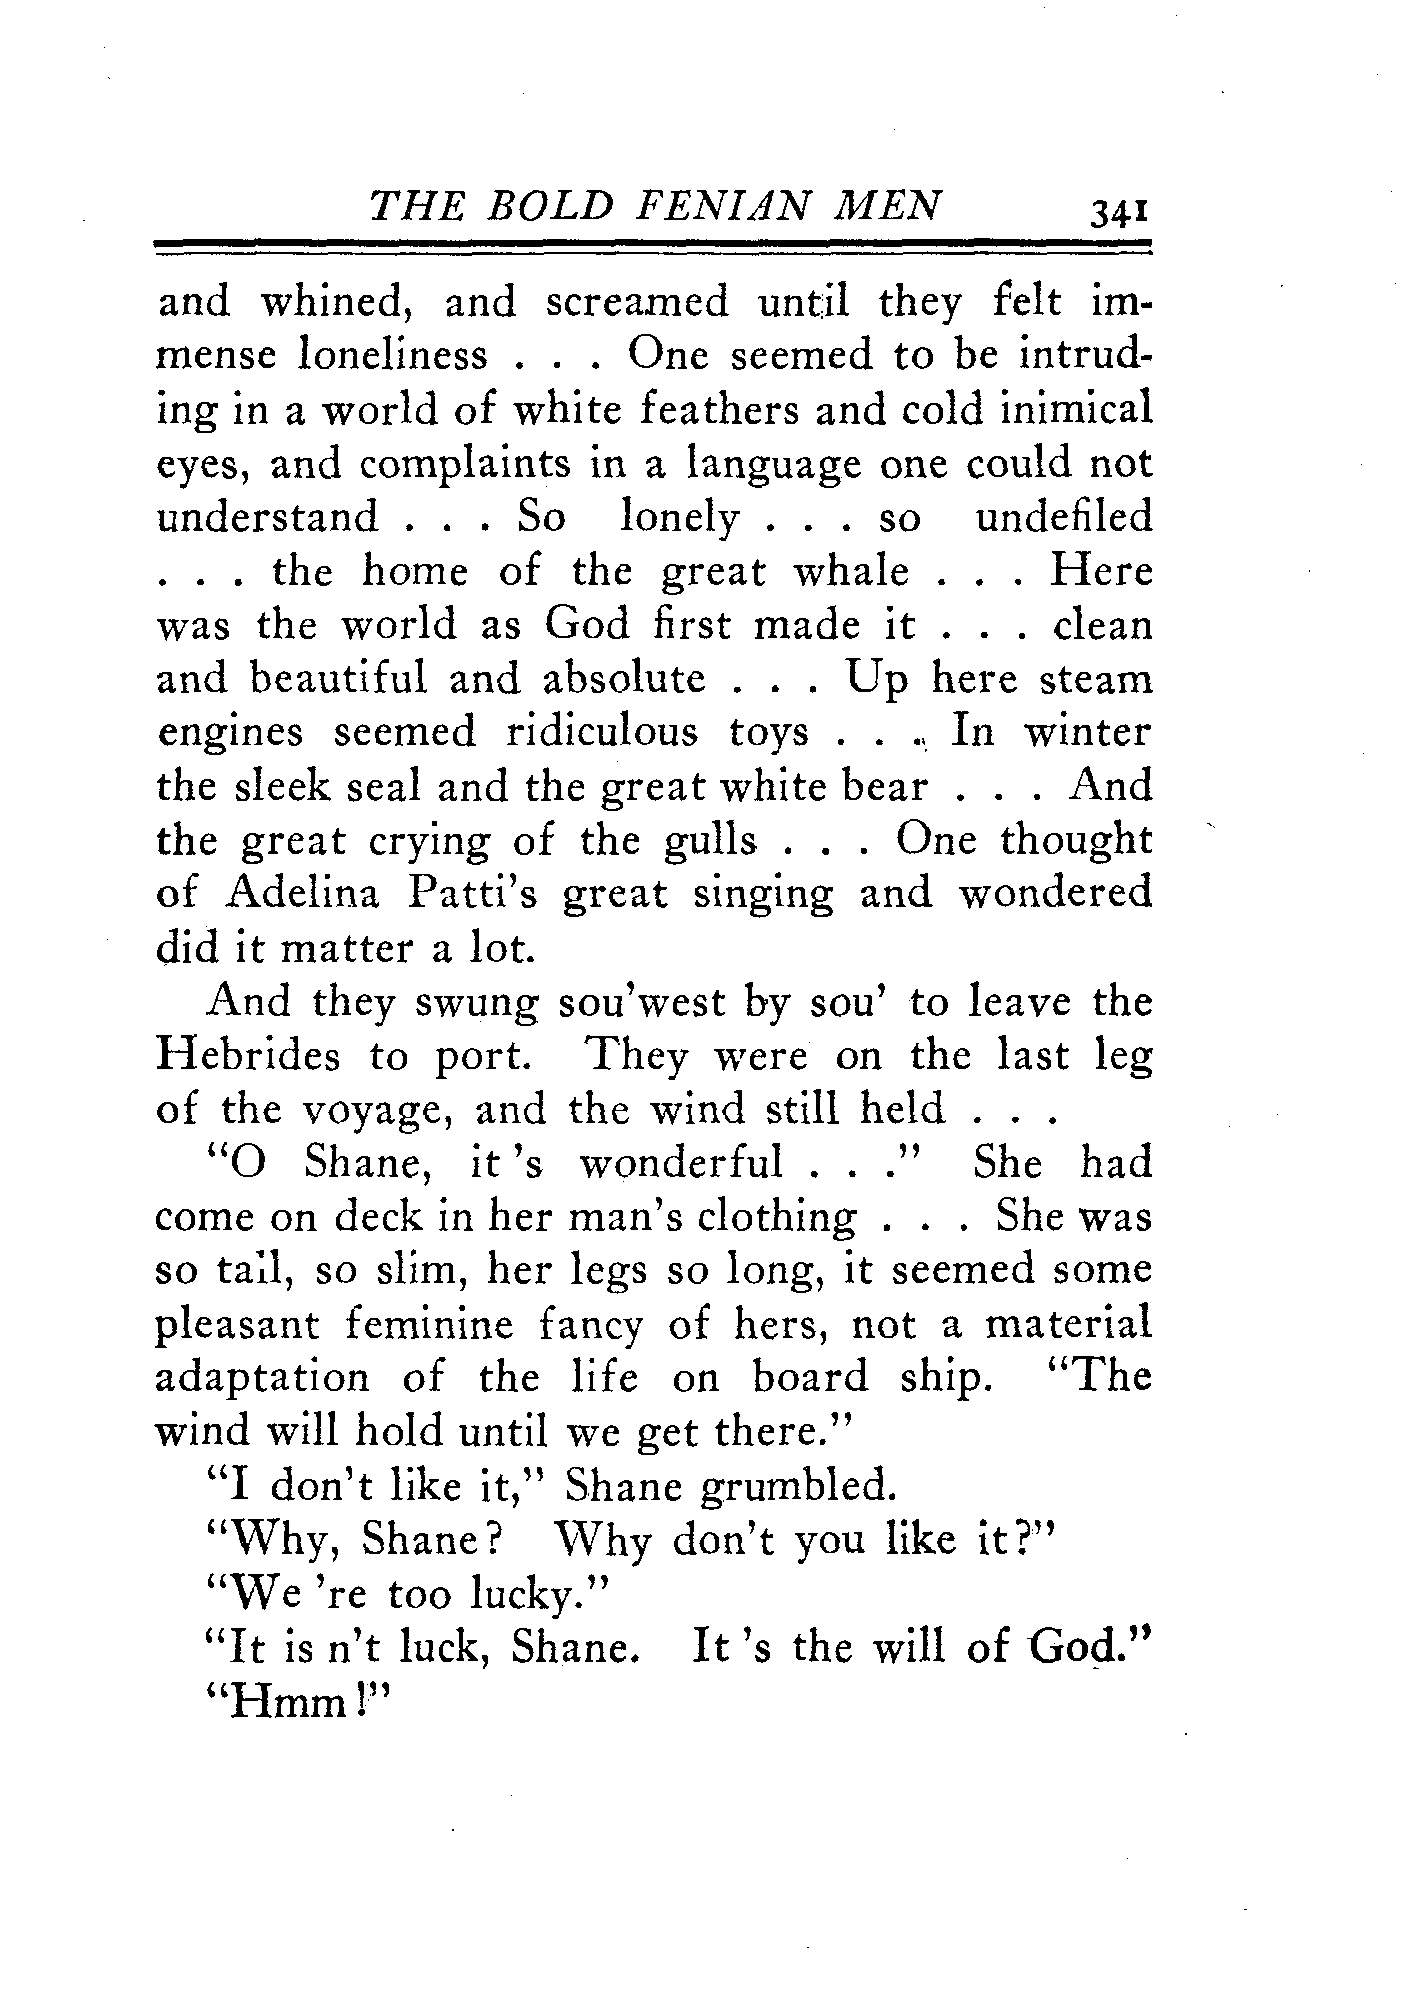 THE BOLD FENIAN MEN 341
and whined, and screamed until they felt im-
mense loneliness . . . One seemed to be intrud-
ing in a world of white feathers and cold inimical
eyes, and complaints in a language one could not
understand . . . So lonely . . . so undefiled
. . . the home of the great whale . . . Here
was the world as God first made it . . . clean
and beautiful and absolute . . . Up here steam
engines seemed ridiculous toys . . . In winter
the sleek seal and the great white bear . . . And
the great crying of the gulls . . . One thought
of Adelina Patti's great singing and wondered
did it matter a lot.
And they swung sou'west by sou' to leave the
Hebrides to port. They were on the last leg
of the voyage, and the wind still held . . .
"O Shane, it 's wonderful . . ." She had
come on deck in her man's clothing . . . She was
so tall, so slim, her legs so long, it seemed some
pleasant feminine fancy of hers, not a material
adaptation of the life on board ship. "The
wind will hold until we get there."
"I don't like it," Shane grumbled.
"Why, Shane? Why don't you like it?"
"We 're too lucky."
"It is n't luck, Shane. It 's the will of God."
"Hmm!"